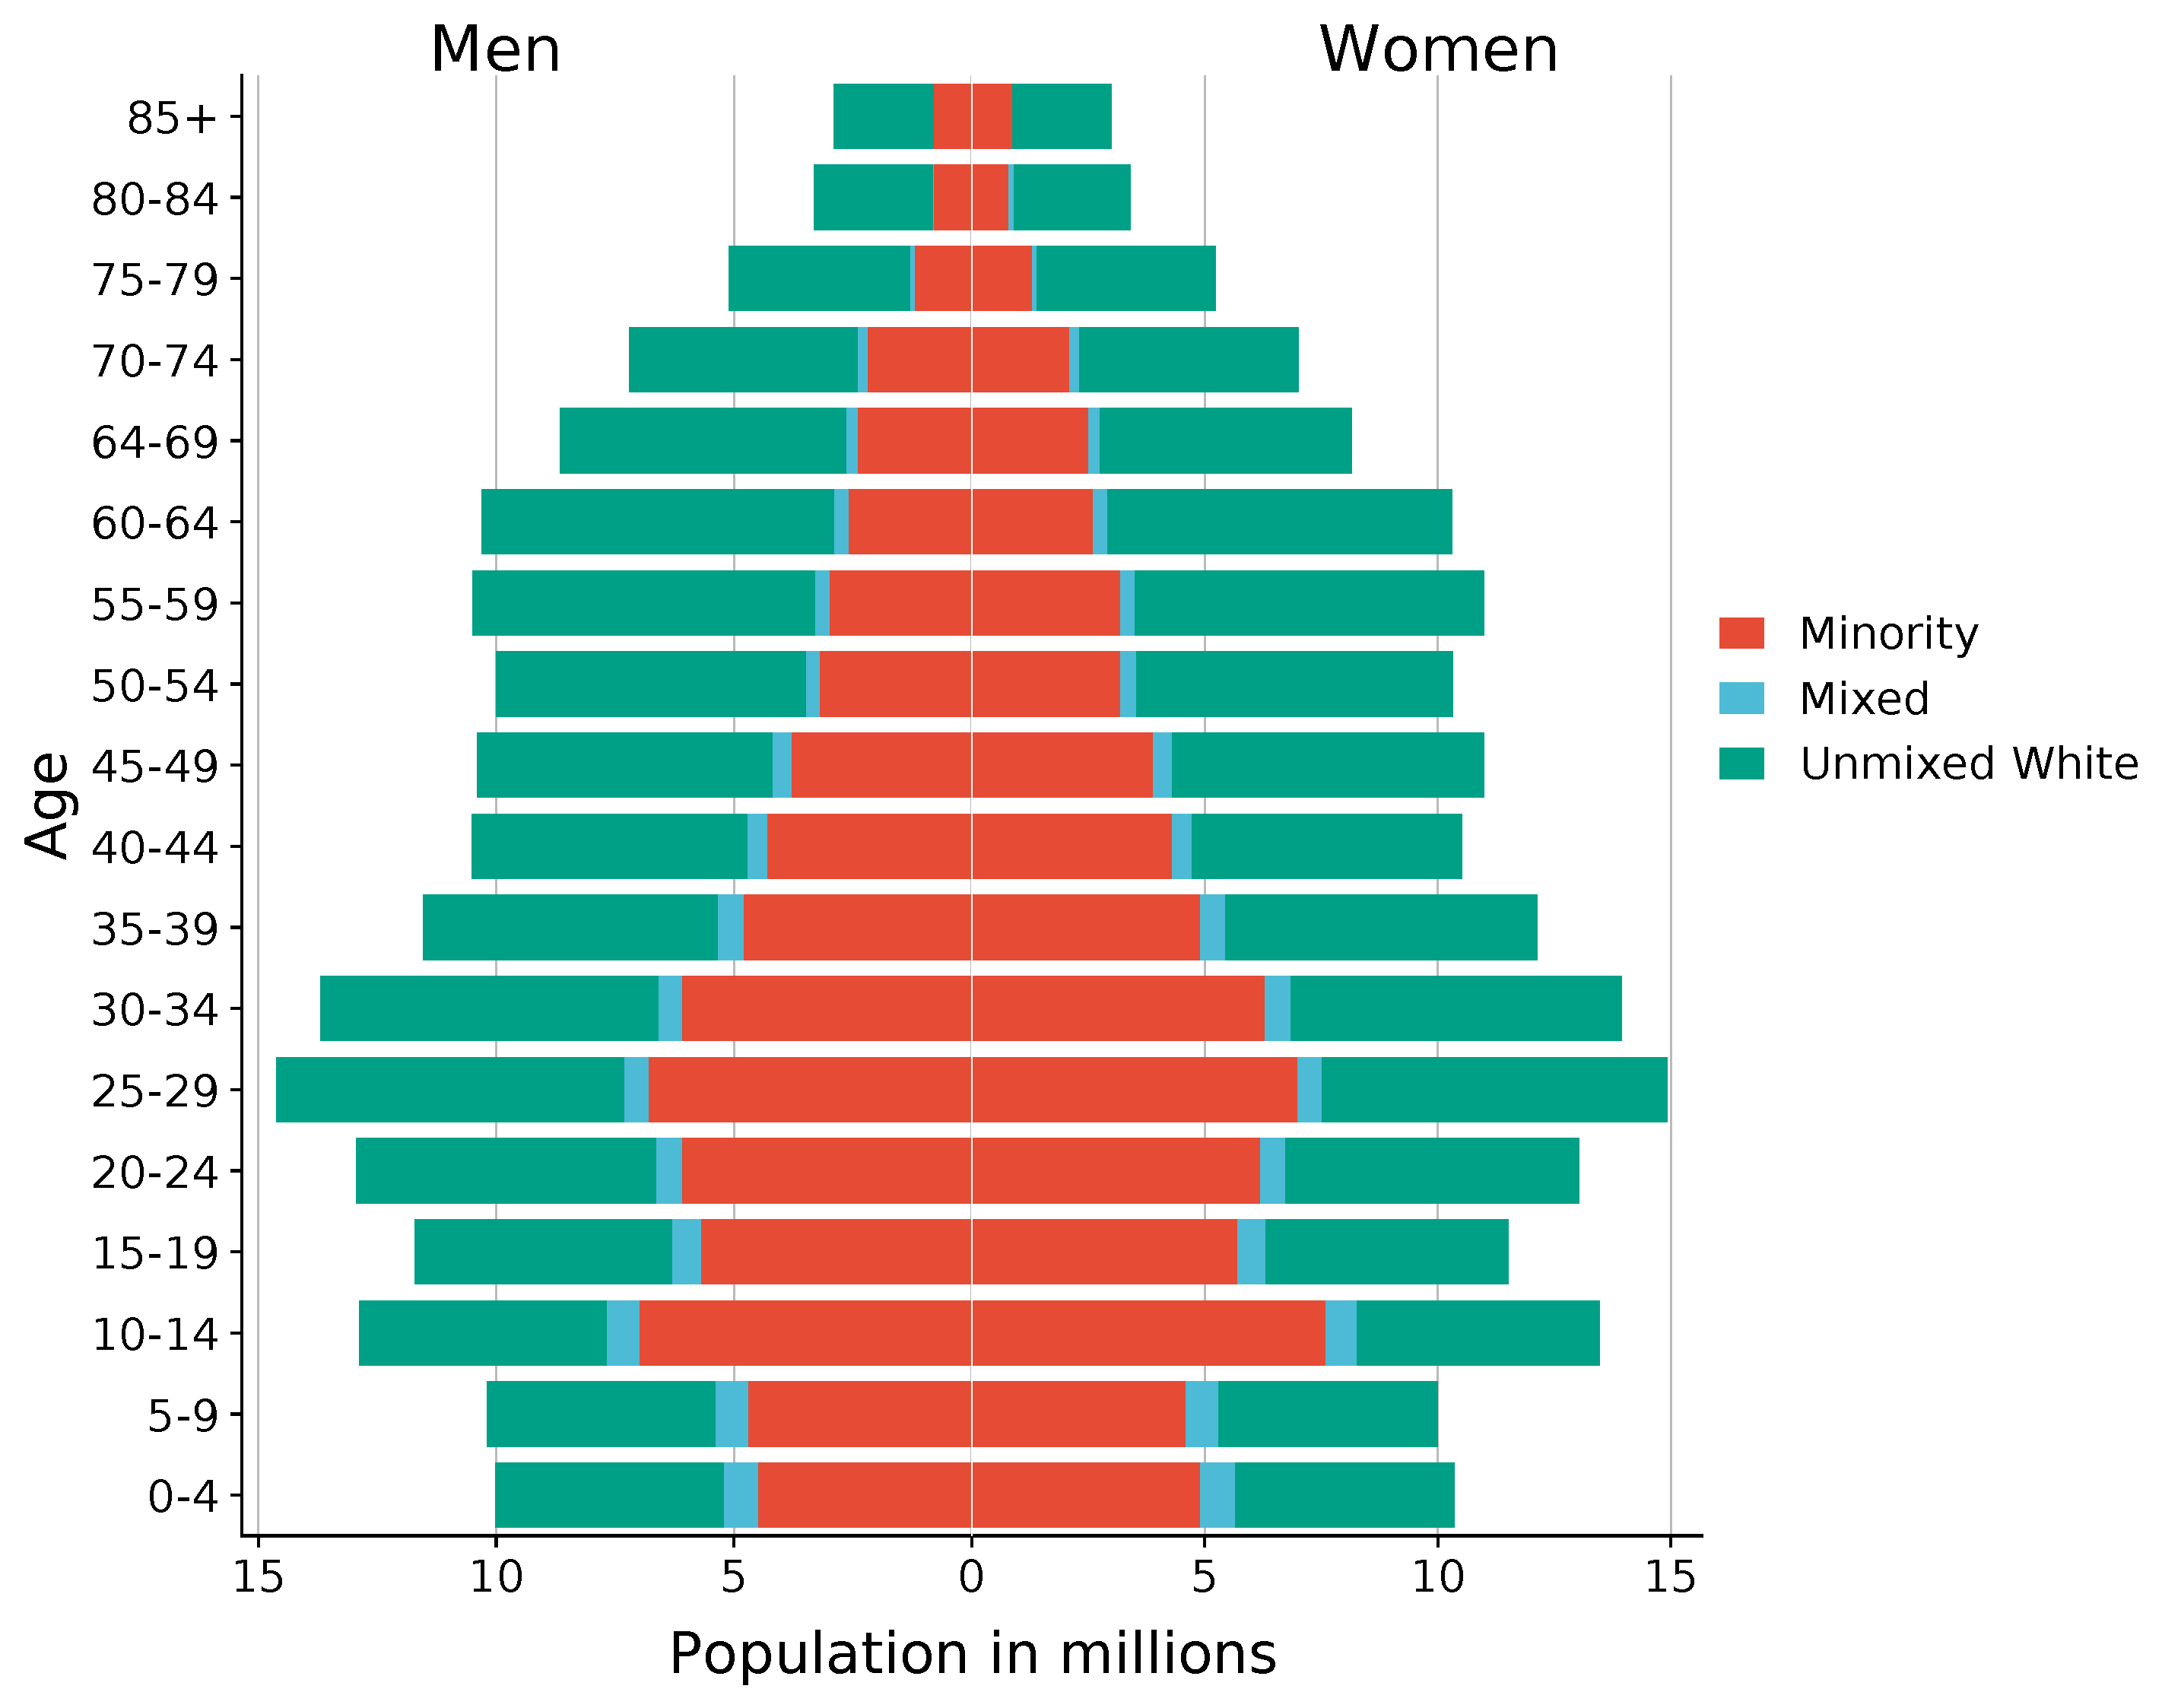 Men
Women
85+
80-84
75-79
70-74
64-69
60-64
55-59
50-54
45-49
40-44
35-39
30-34
25-29
20-24
15-19
10-14
5-9
0-4
Age
15 10 5 0 5 10 15
Population in millions
Minority
Mixed
Unmixed White